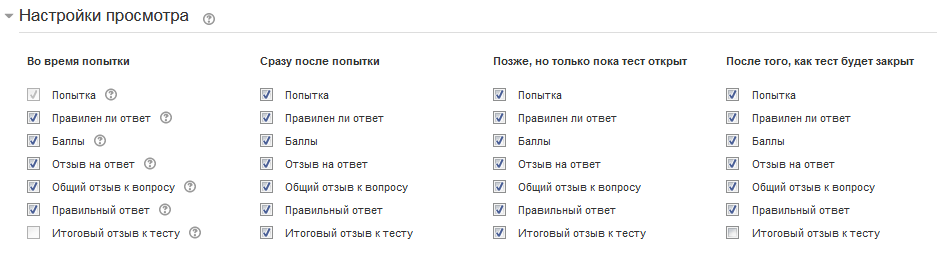 Настройки просмотра
Во время попытки Сразу после попытки Позже, но только пока тест открыт После того, как тест будет закрыт
Попытка Попытка Попытка Попытка
Правилен ли ответ Правилен ли ответ Правилен ли ответ Правилен ли ответ
Баллы Баллы Баллы Баллы
Отзыв на ответ Отзыв на ответ Отзыв на ответ Отзыв на ответ
Общий отзыв к вопросу Общий отзыв к вопросу Общий отзыв к вопросу Общий отзыв к вопросу
Правильный ответ Правильный ответ Правильный ответ Правильный ответ
Итоговый отзыв к тесту Итоговый отзыв к тесту Итоговый отзыв к тесту Итоговый отзыв к тесту